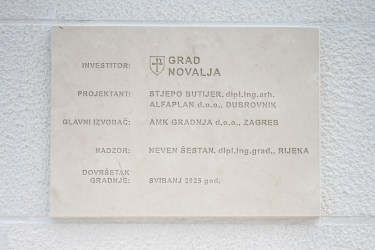 INVESTITOR: GRAD
NOVALJA
PROJEKTANT: STJEPO BUTIJER, dipl.ing.arh.
ALFAPLAN d.o.o., DUBROVNIK
GLAVNI IZVOĐAČ: AMK GRADNJA d.o.o., ZAGREB
NADZOR: NEVEN ŠESTAN, dipl.ing.građ., RIJEKA
DOVRŠETAK
GRADNJE: SVIBANJ 2025 god.